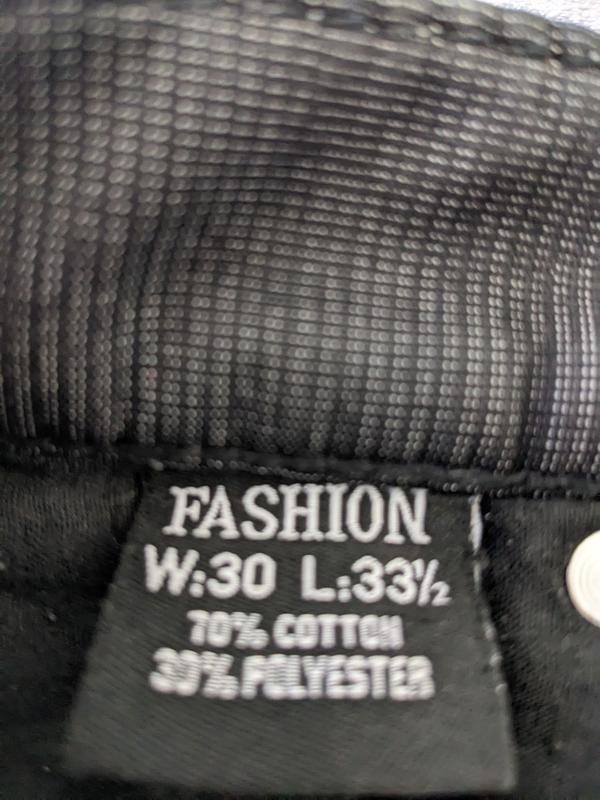 FASHION
W:30 L:33½
70% COTTON
30% POLYESTER